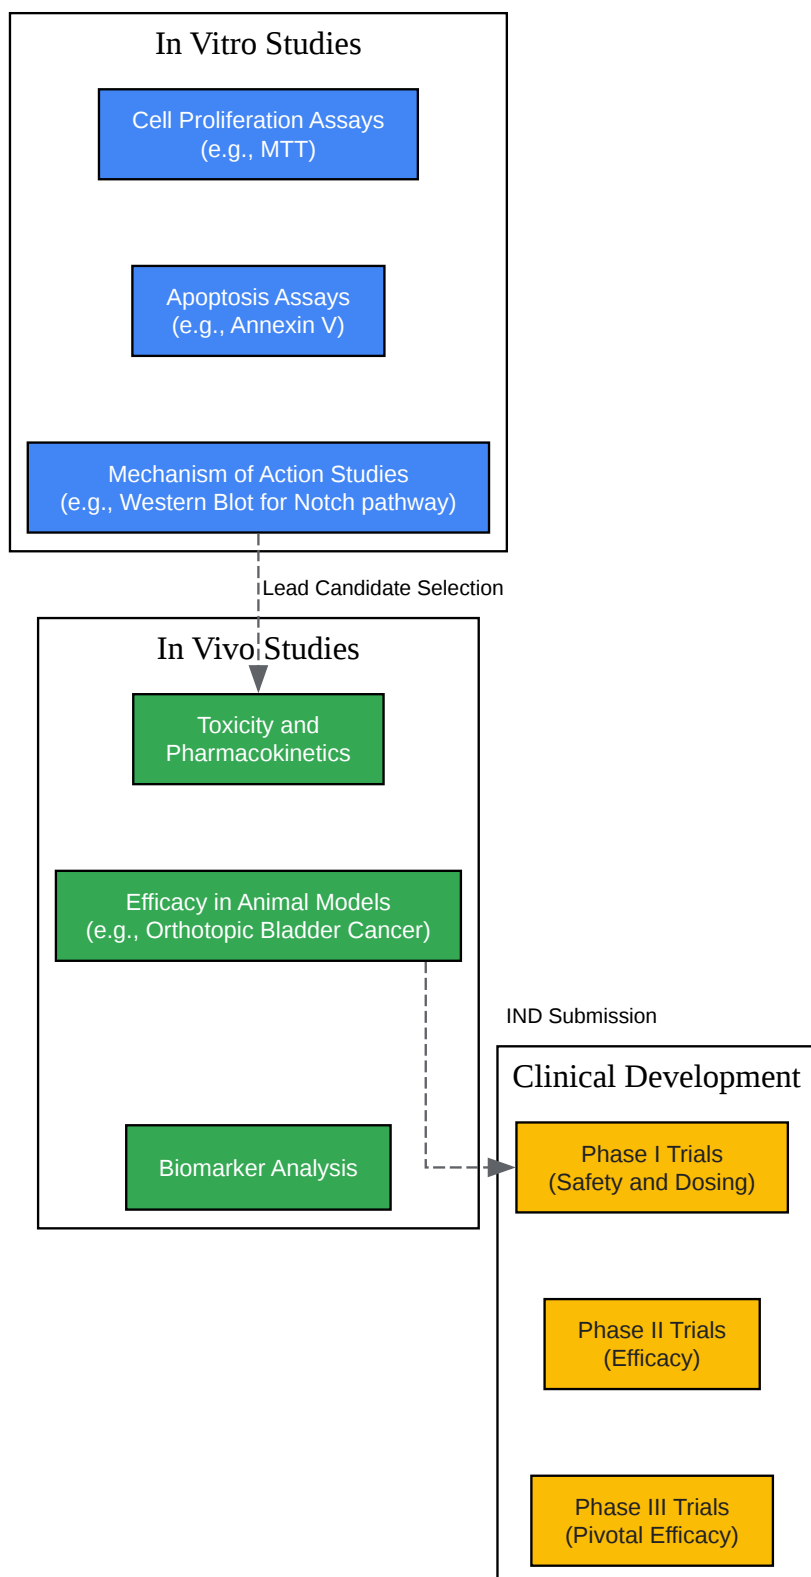 In Vitro Studies
Cell Proliferation Assays
(e.g., MTT)
Apoptosis Assays
(e.g., Annexin V)
Mechanism of Action Studies
(e.g., Western Blot for Notch pathway)
Lead Candidate Selection
In Vivo Studies
Toxicity and
Pharmacokinetics
Efficacy in Animal Models
(e.g., Orthotopic Bladder Cancer)
IND Submission
Clinical Development
Biomarker Analysis
Phase I Trials
(Safety and Dosing)
Phase II Trials
(Efficacy)
Phase III Trials
(Pivotal Efficacy)